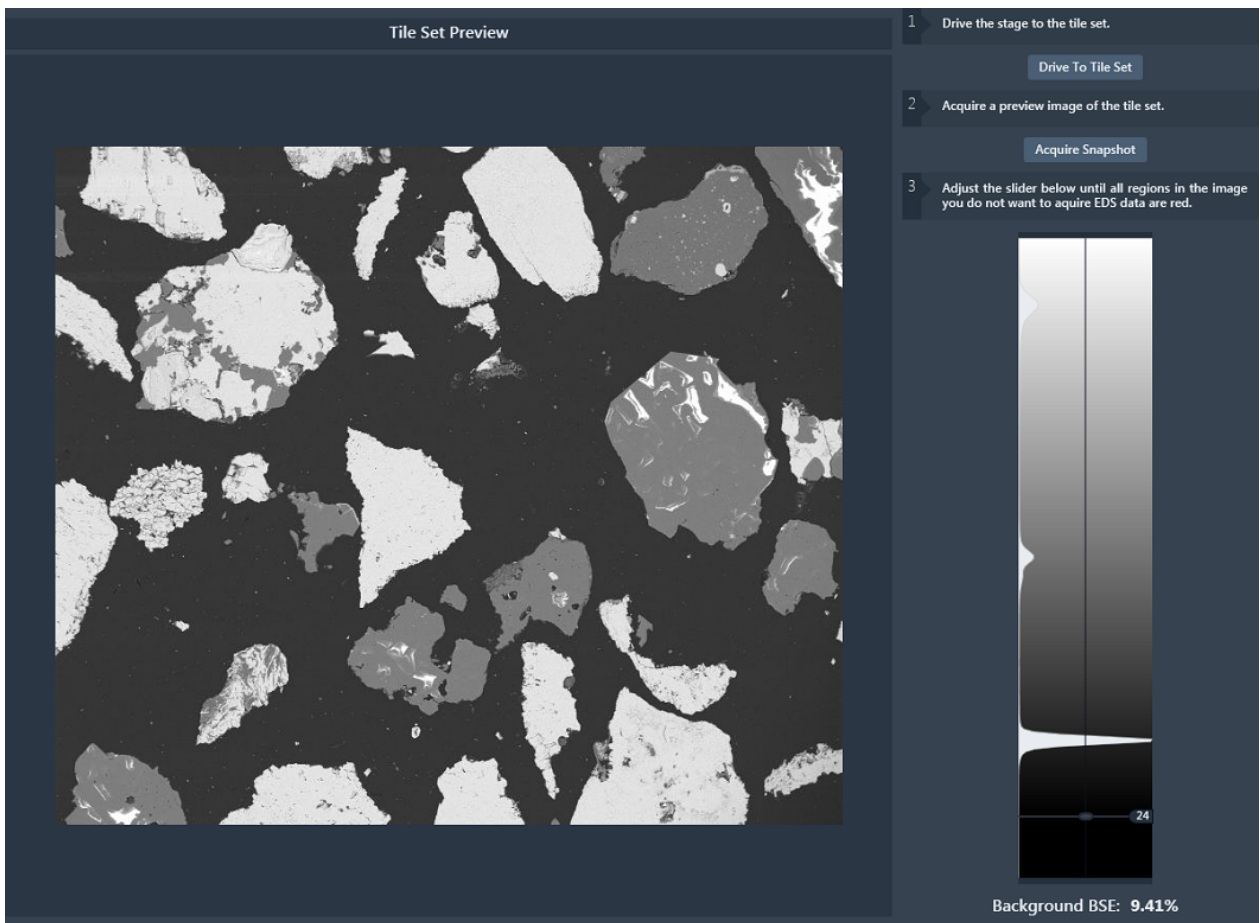 Tile Set Preview
1
Drive the stage to the tile set.
Drive To Tile Set
2
Acquire a preview image of the tile set.
Acquire Snapshot
3
Adjust the slider below until all regions in the image
you do not want to aquire EDS data are red.
24
Background BSE: 9.41%